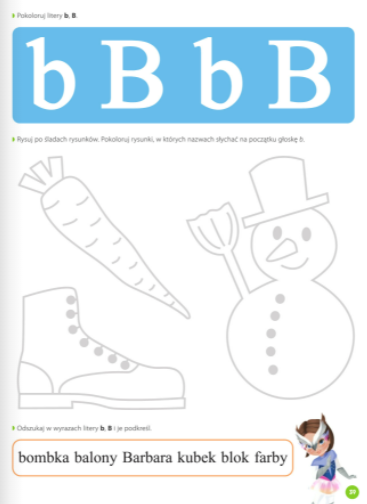 Pokoloruj litery b, B.
b B b B
Rysuj po śladach rysunków. Pokoloruj rysunki, w których nazwach słychać na początku głoskę b.
Odszukaj w wyrazach litery b, B i je podkreśl.
bombka balony Barbara kubek blok farby